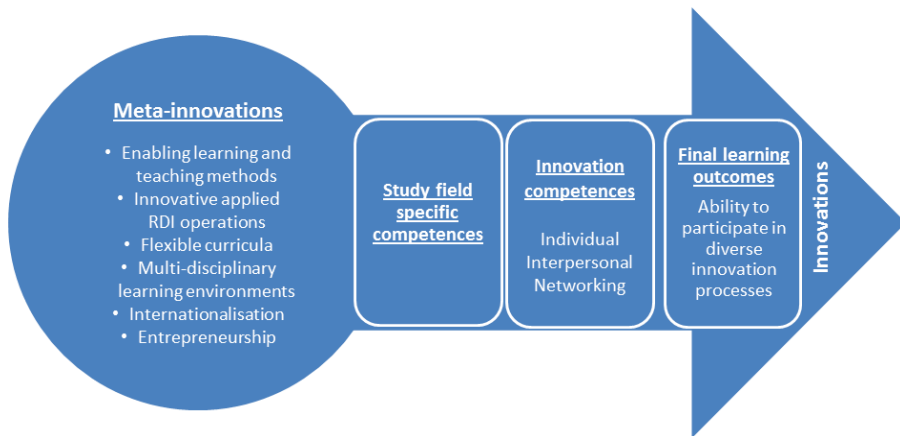 Meta-innovations
• Enabling learning and
teaching methods
• Innovative applied
RDI operations
• Flexible curricula
• Multi-disciplinary
learning environments
• Internationalisation
• Entrepreneurship
Study field
specific
competences
Innovation
competences
Individual
Interpersonal
Networking
Final learning
outcomes
Ability to
participate in
diverse
innovation
processes
Innovations